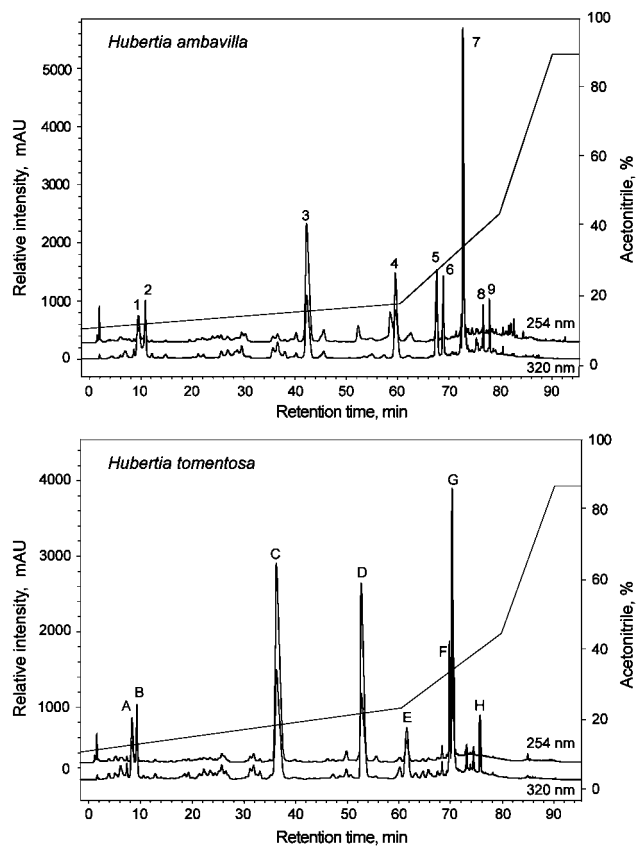 Hubertia ambavilla
Relative intensity, mAU
5000
4000
3000
2000
1000
0
100
80
60
40
20
0
Acetonitrile, %
1
2
3
4
5
6
7
8
9
254 nm
320 nm
0 10 20 30 40 50 60 70 80 90
Retention time, min
Hubertia tomentosa
Relative intensity, mAU
4000
3000
2000
1000
0
100
80
60
40
20
0
Acetonitrile, %
A
B
C
D
E
F
G
H
254 nm
320 nm
0 10 20 30 40 50 60 70 80 90
Retention time, min